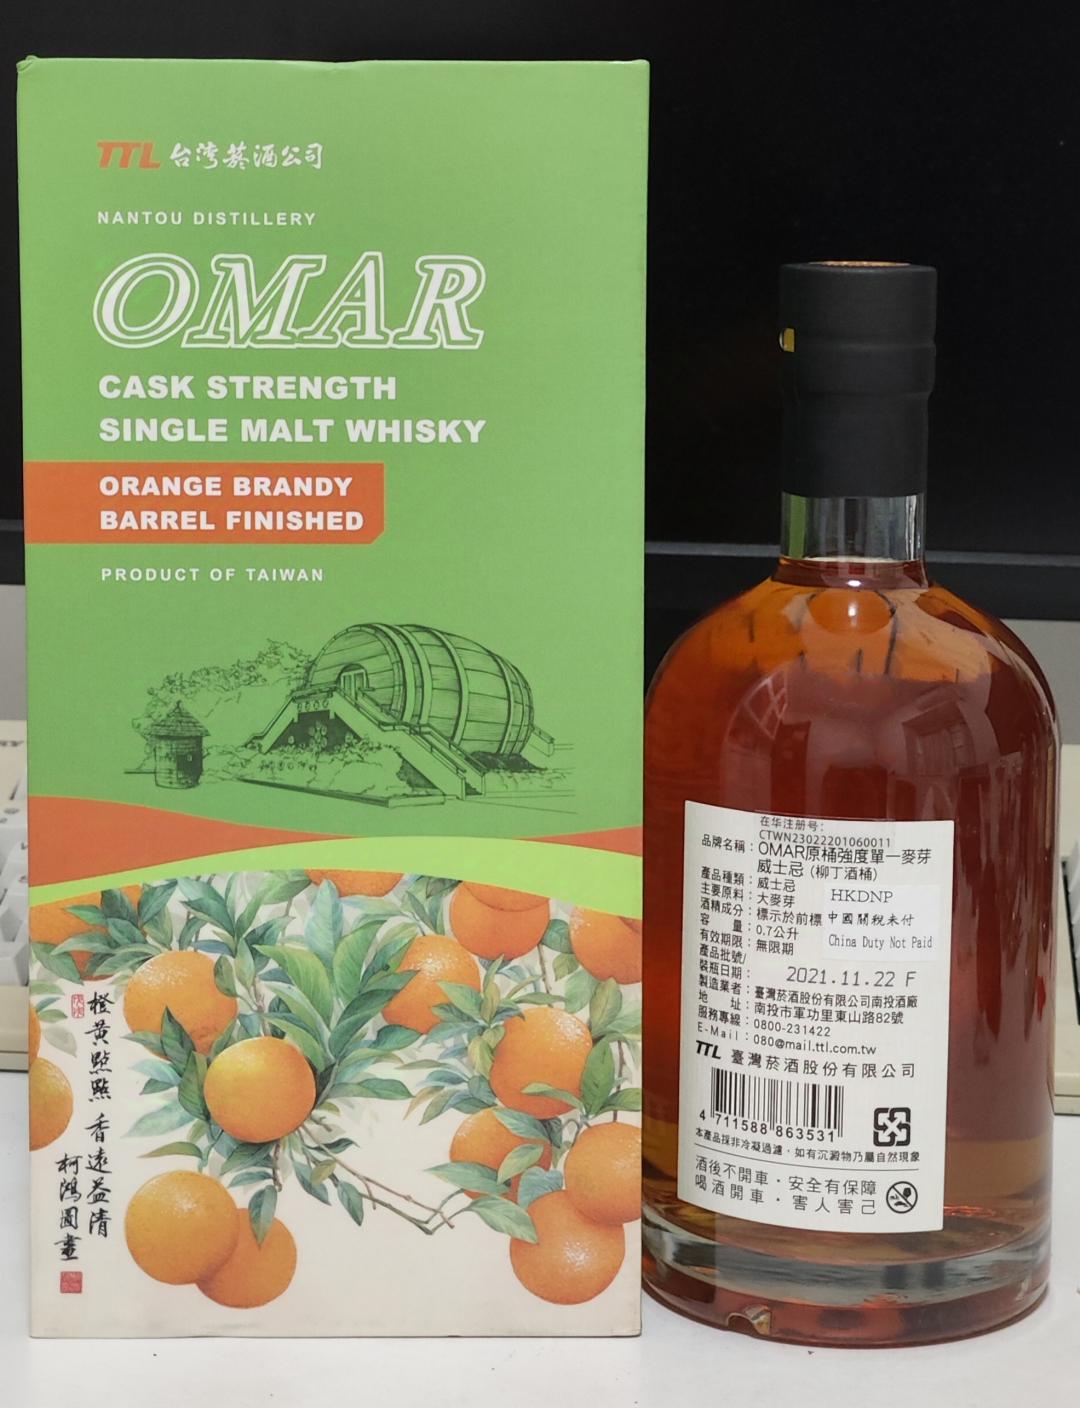 TTL 台湾菸酒公司
NANTOU DISTILLERY
OMAR
CASK STRENGTH
SINGLE MALT WHISKY
ORANGE BRANDY
BARREL FINISHED
PRODUCT OF TAIWAN
橙黃點點 香遠益清
柯鴻圖畫
在华注册号：
CTWN23022201060011
品牌名稱：OMAR原桶強度單一麥芽
威士忌 (柳丁酒桶)
產品種類：威士忌
主要原料：大麥芽
酒精成分：標示於前標
容　　量：0.7公升
有效期限：無限期
產品批號/
裝瓶日期：2021.11.22 F
製造業者：臺灣菸酒股份有限公司南投酒廠
地　　址：南投市軍功里東山路82號
服務專線：0800-231422
E-Mail：080@mail.ttl.com.tw
HKDNP
中國關稅未付
China Duty Not Paid
TTL 臺灣菸酒股份有限公司
4 711588 863531
本產品採非冷凝過濾，如有沉澱物乃屬自然現象
酒後不開車・安全有保障
喝酒開車・害人害己